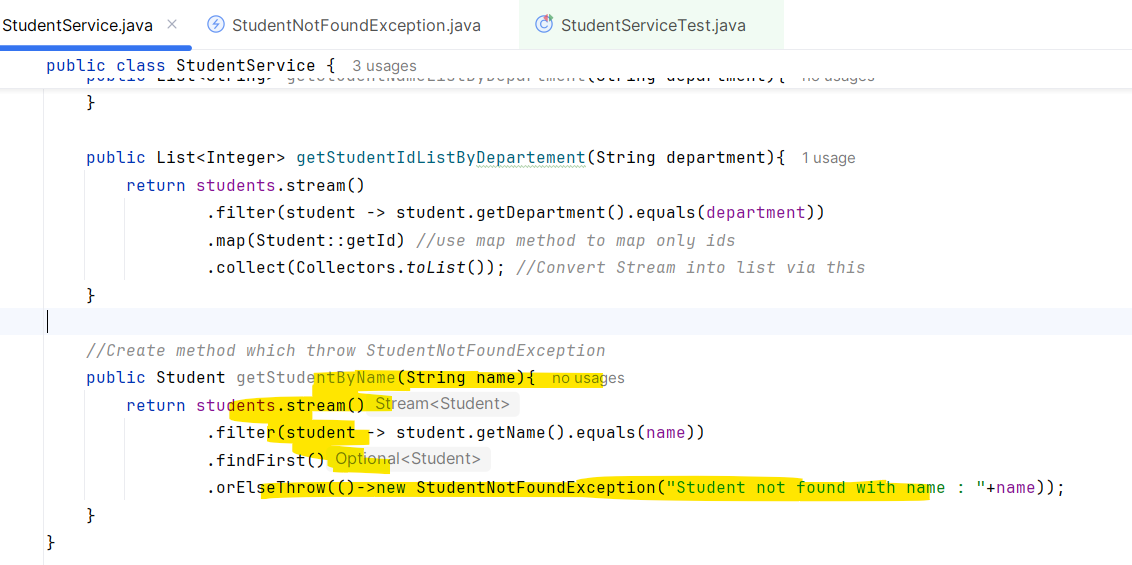 StudentService.java × StudentNotFoundException.java StudentServiceTest.java
public class StudentService { 3 usages
public List<String> getStudentNameListByDepartment(String department){ no usages
}
public List<Integer> getStudentIdListByDepartement(String department){ 1 usage
return students.stream()
.filter(student -> student.getDepartment().equals(department))
.map(Student::getId) //use map method to map only ids
.collect(Collectors.toList()); //Convert Stream into list via this
}
//Create method which throw StudentNotFoundException
public Student getStudentByName(String name){ no usages
return students.stream() Stream<Student>
.filter(student -> student.getName().equals(name))
.findFirst() Optional<Student>
.orElseThrow(()->new StudentNotFoundException("Student not found with name : "+name));
}
}